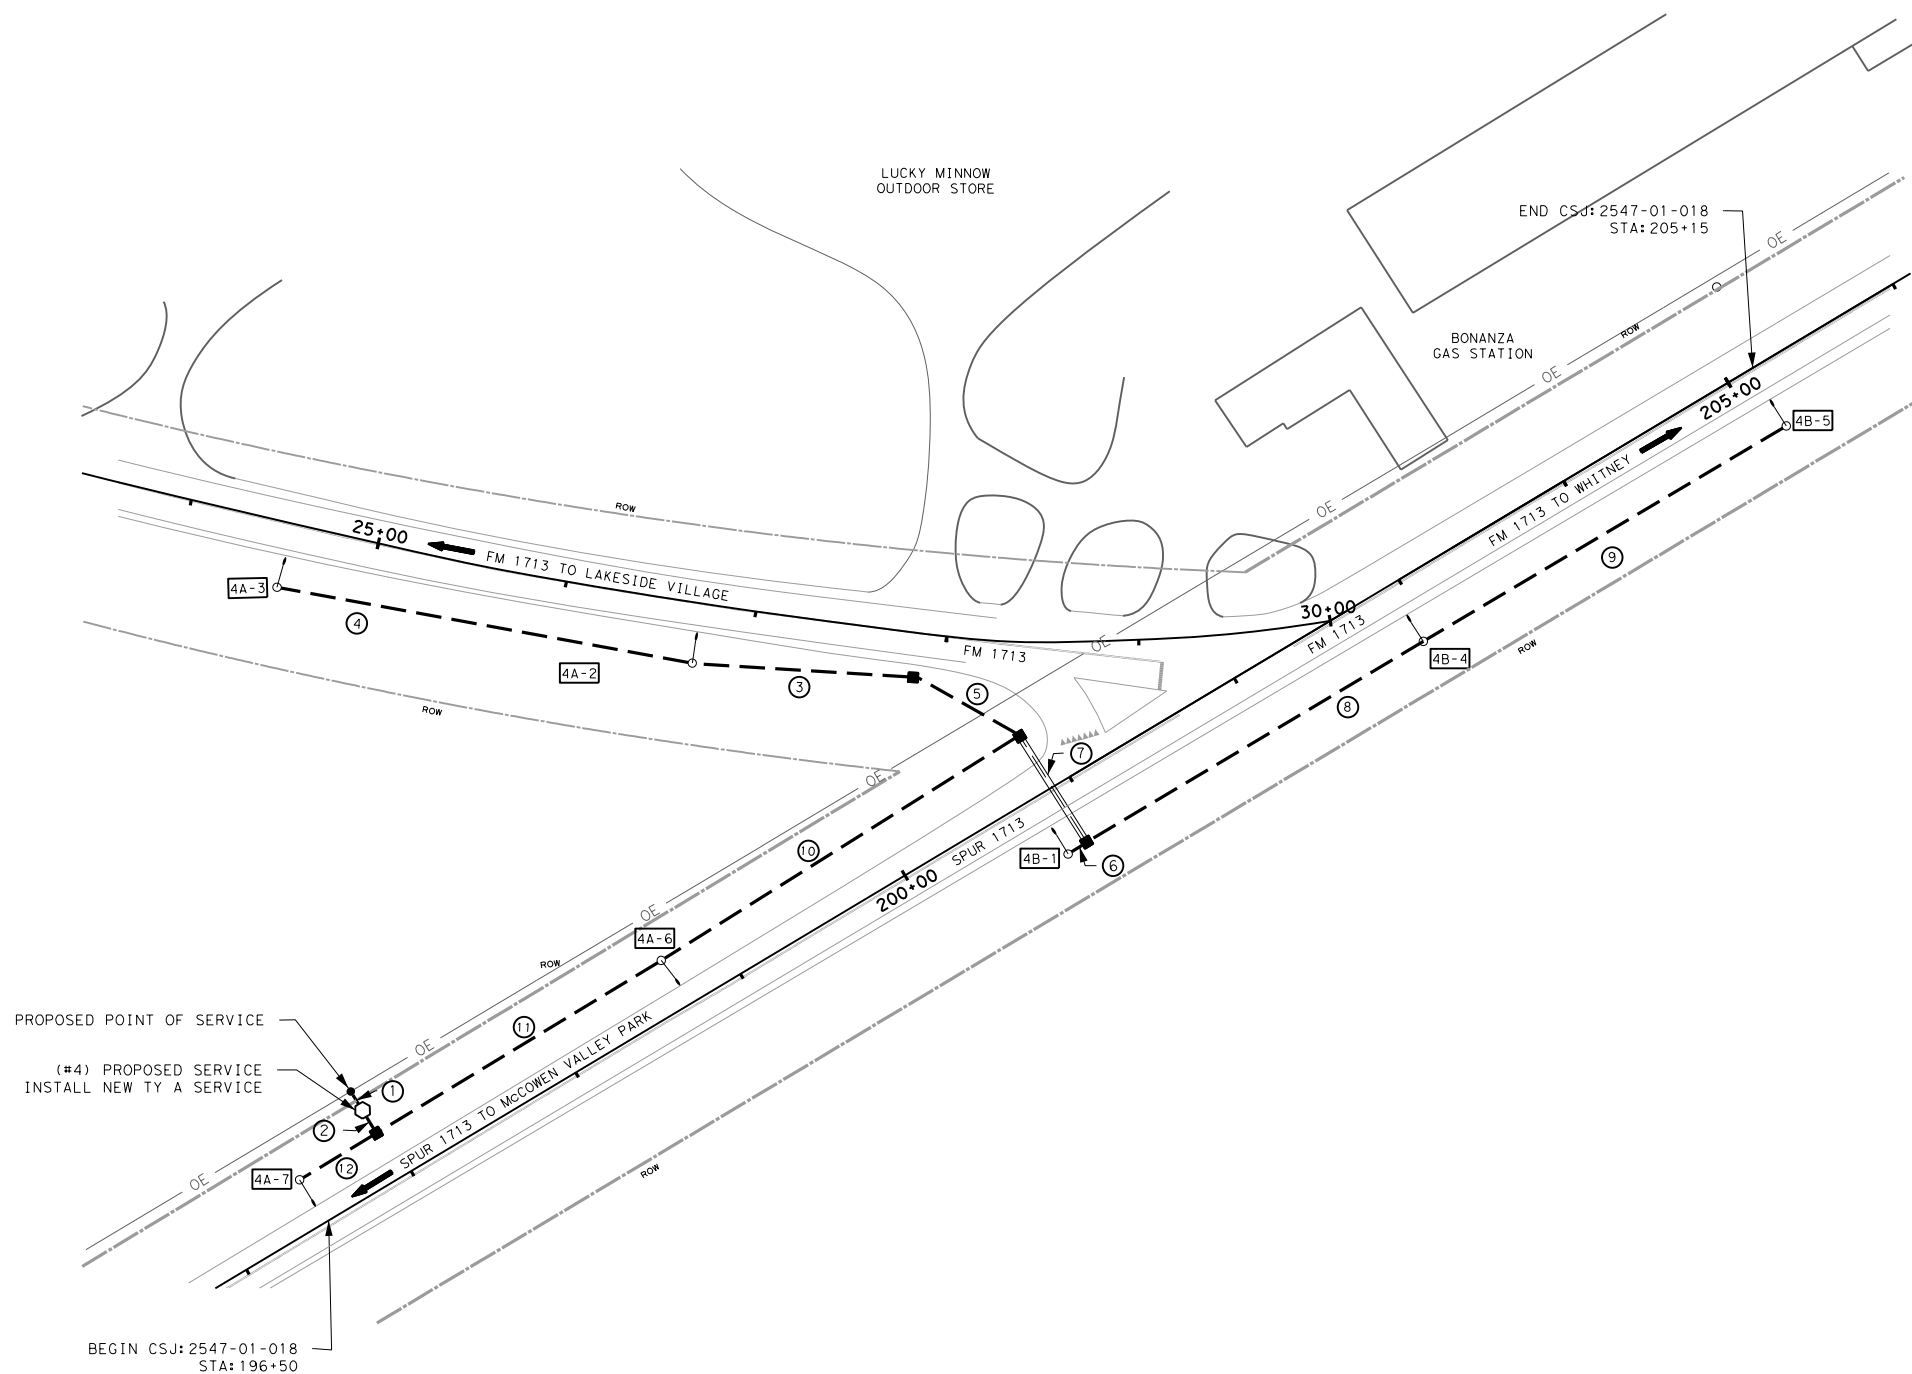 LUCKY MINNOW
OUTDOOR STORE
END CSJ:2547-01-018
STA:205+15
OE
ROW
BONANZA
GAS STATION
OE
205+00
4B-5
FM 1713 TO WHITNEY
ROW
OE
25+00
FM 1713 TO LAKESIDE VILLAGE
9
4A-3
4
30+00
FM 1713
OE
FM 1713
ROW
4B-4
4A-2
3
5
8
ROW
7
OE
SPUR 1713
10
4B-1
6
200+00
OE
4A-6
ROW
PROPOSED POINT OF SERVICE
11
OE
(#4) PROPOSED SERVICE
INSTALL NEW TY A SERVICE
1
2
SPUR 1713 TO McCOWEN VALLEY PARK
12
4A-7
OE
ROW
BEGIN CSJ:2547-01-018
STA:196+50